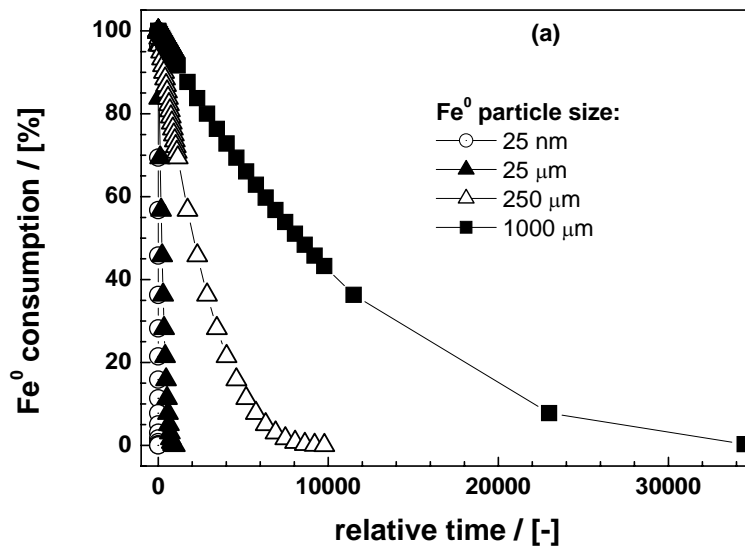 (a)
100
80
60
40
20
0
Fe⁰ consumption / [%]
Fe⁰ particle size:
25 nm
25 μm
250 μm
1000 μm
0 10000 20000 30000
relative time / [-]